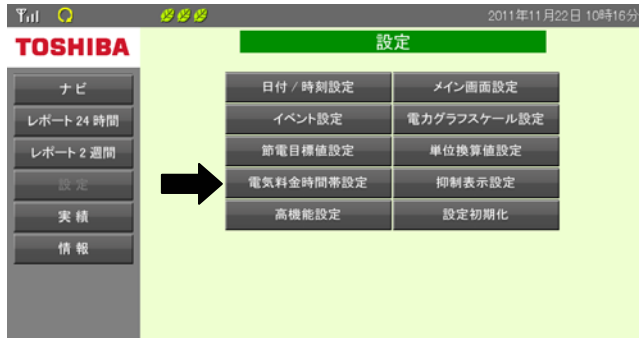 2011年11月22日 10時16分
TOSHIBA
設定
ナビ
レポート 24 時間
レポート 2 週間
設 定
実 績
情 報
日付 / 時刻設定
メイン画面設定
イベント設定
電力グラフスケール設定
節電目標値設定
単位換算値設定
電気料金時間帯設定
抑制表示設定
高機能設定
設定初期化